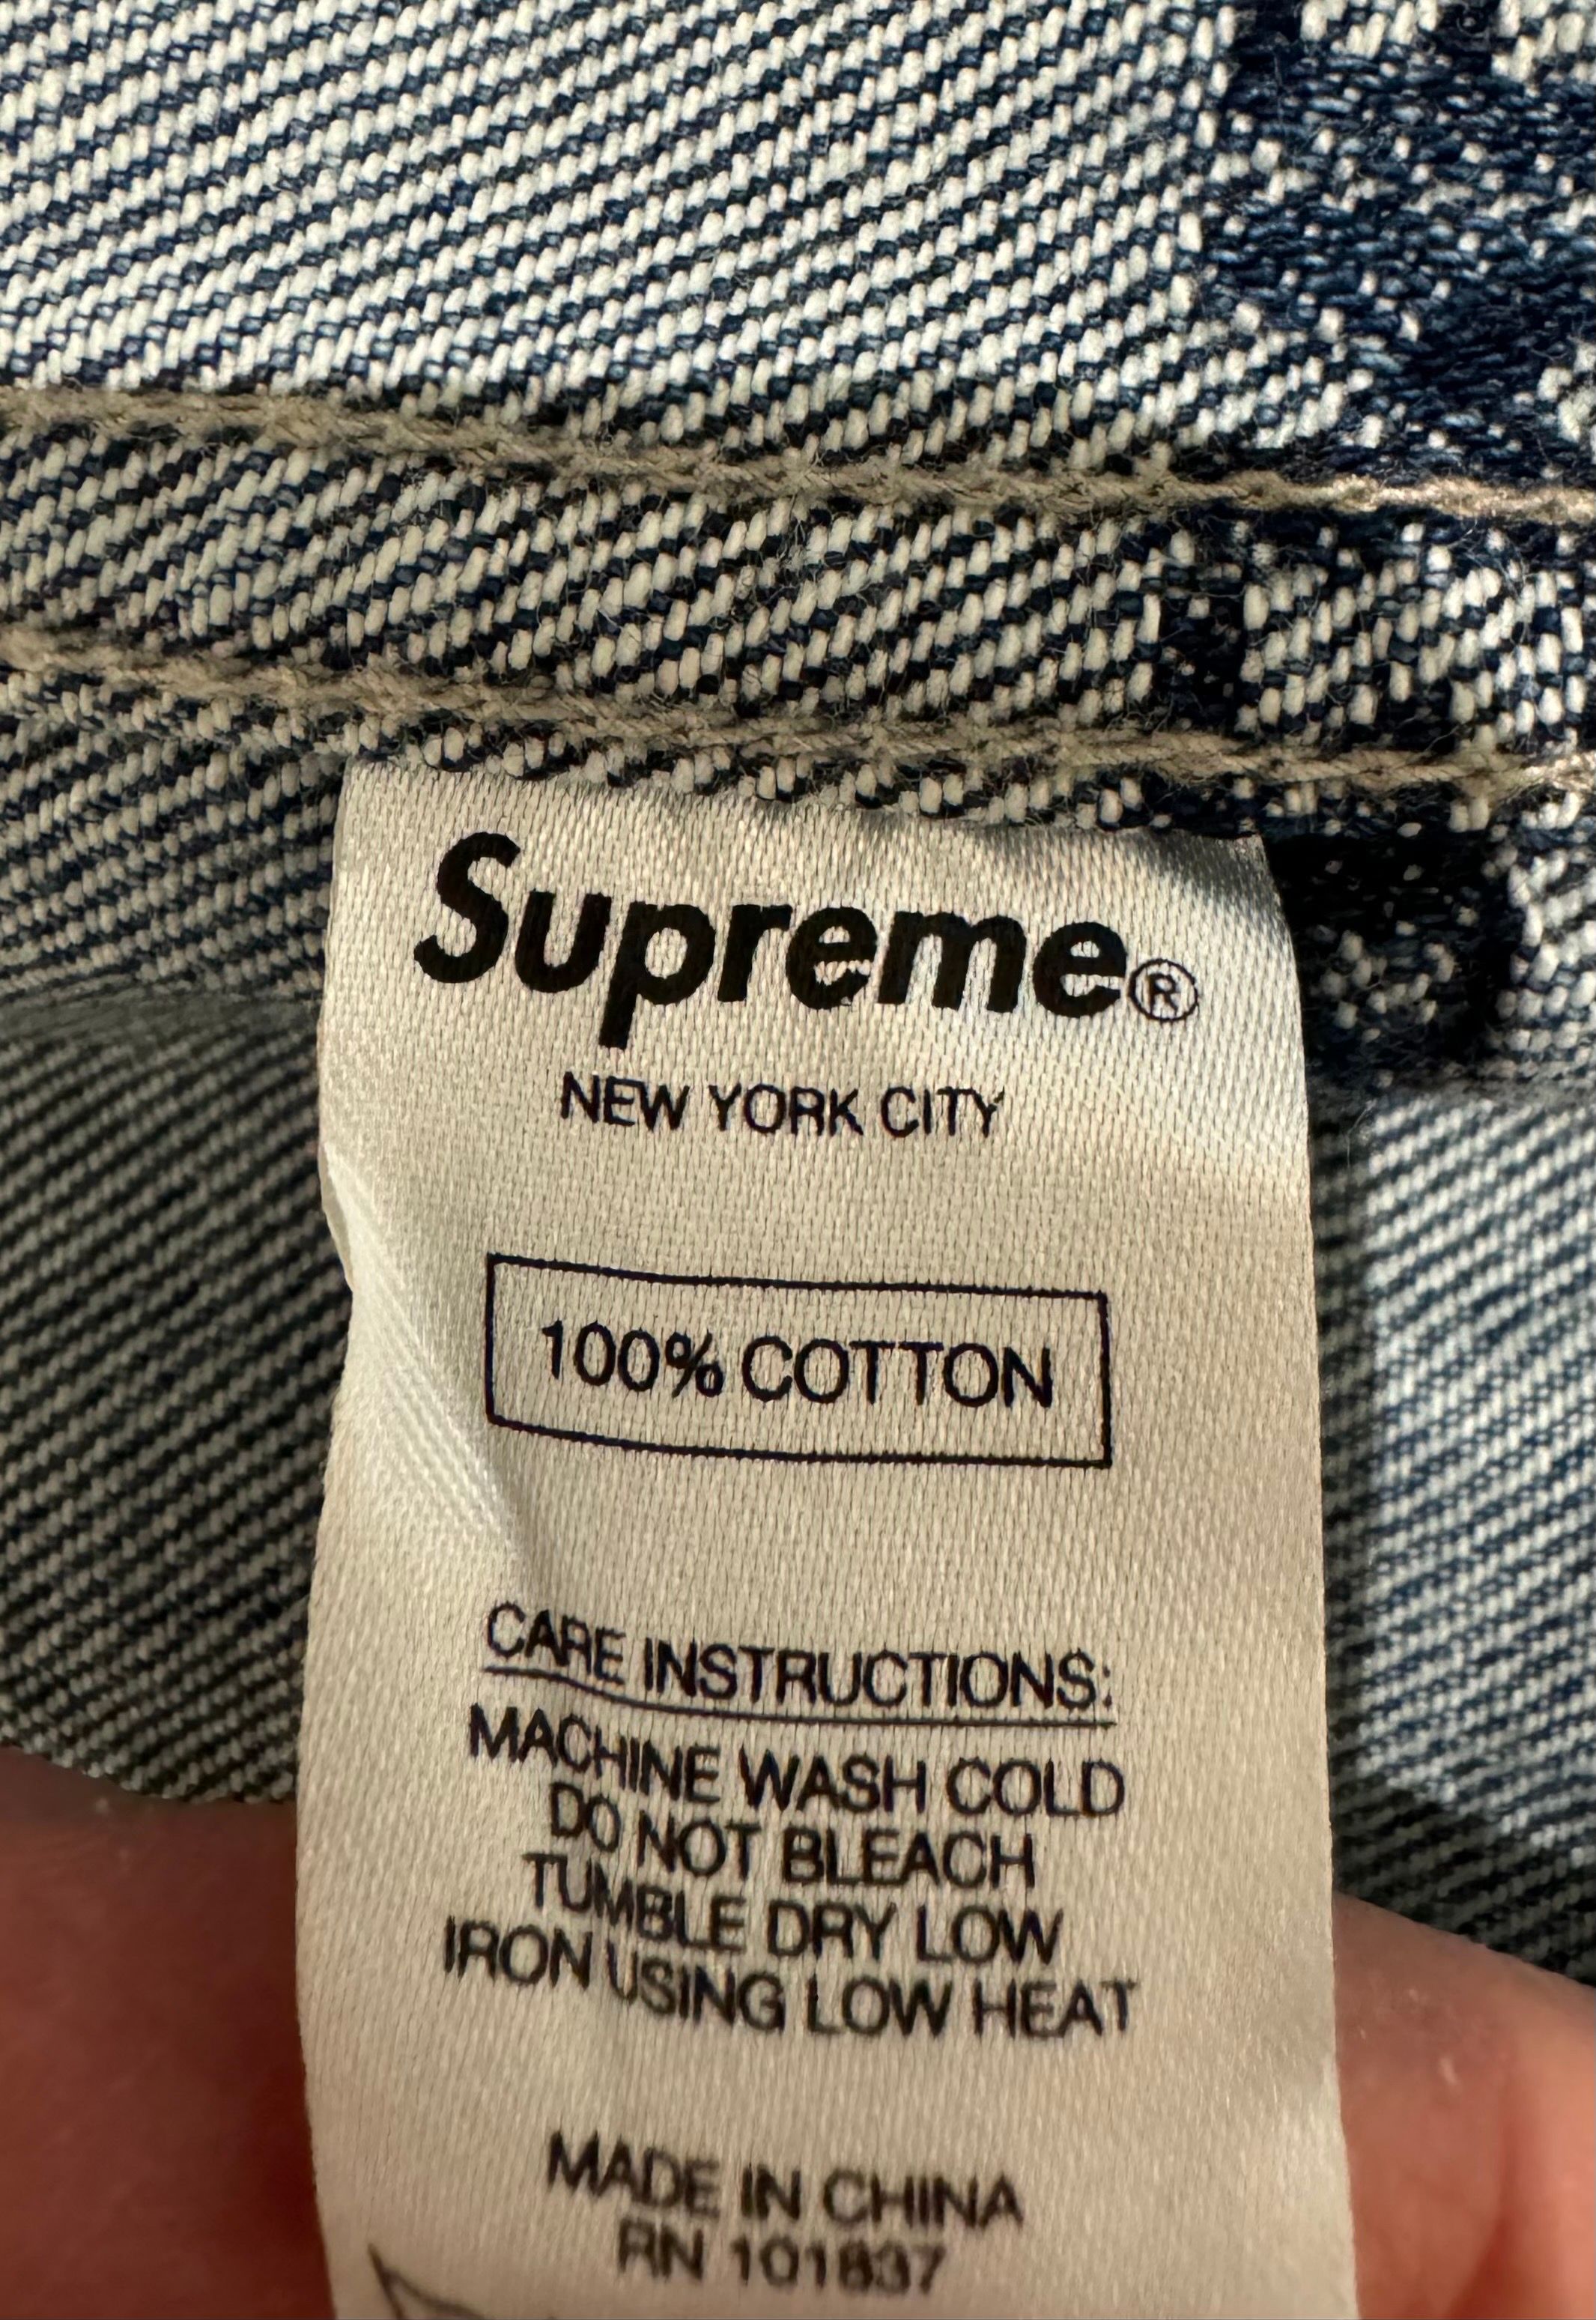 Supreme®
NEW YORK CITY
100% COTTON
CARE INSTRUCTIONS:
MACHINE WASH COLD
DO NOT BLEACH
TUMBLE DRY LOW
IRON USING LOW HEAT
MADE IN CHINA
RN 101837